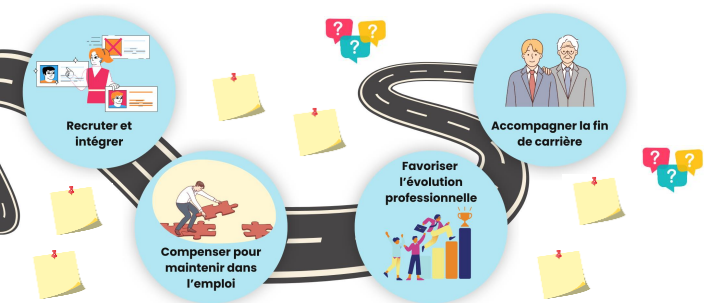 Recruter et
intégrer
Compenser pour
maintenir dans
l'emploi
Favoriser
l'évolution
professionnelle
Accompagner la fin
de carrière
? ?
?
? ?
?